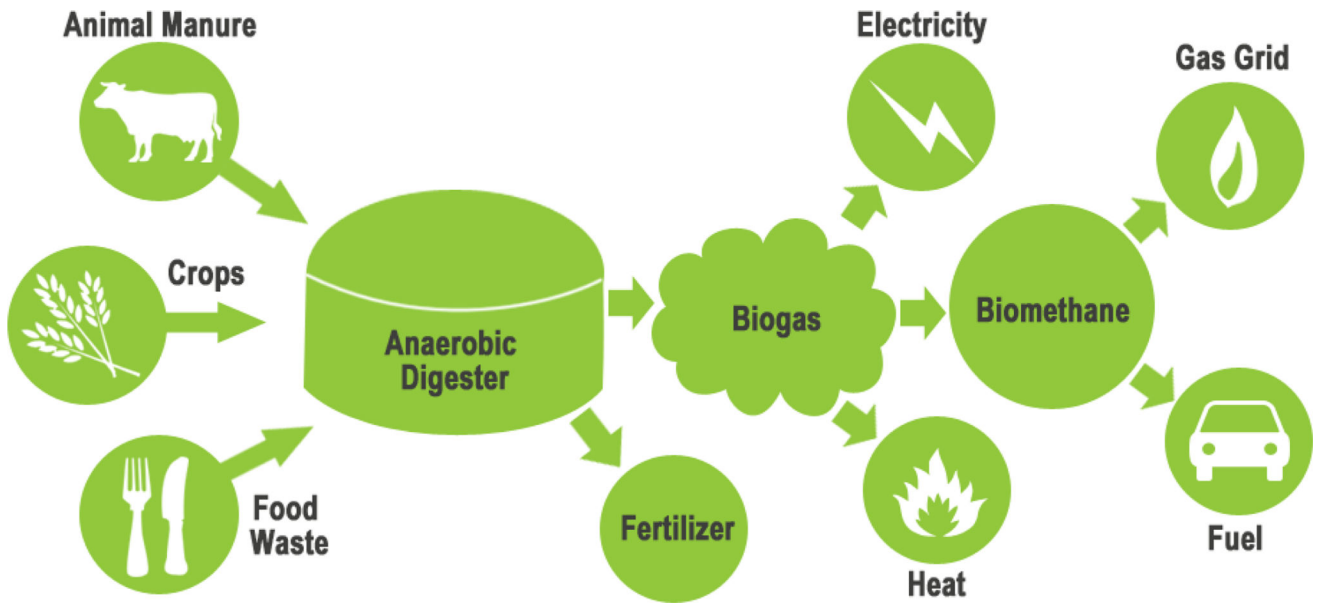 Animal Manure
Crops
Food
Waste
Anaerobic
Digester
Fertilizer
Biogas
Electricity
Heat
Biomethane
Gas Grid
Fuel